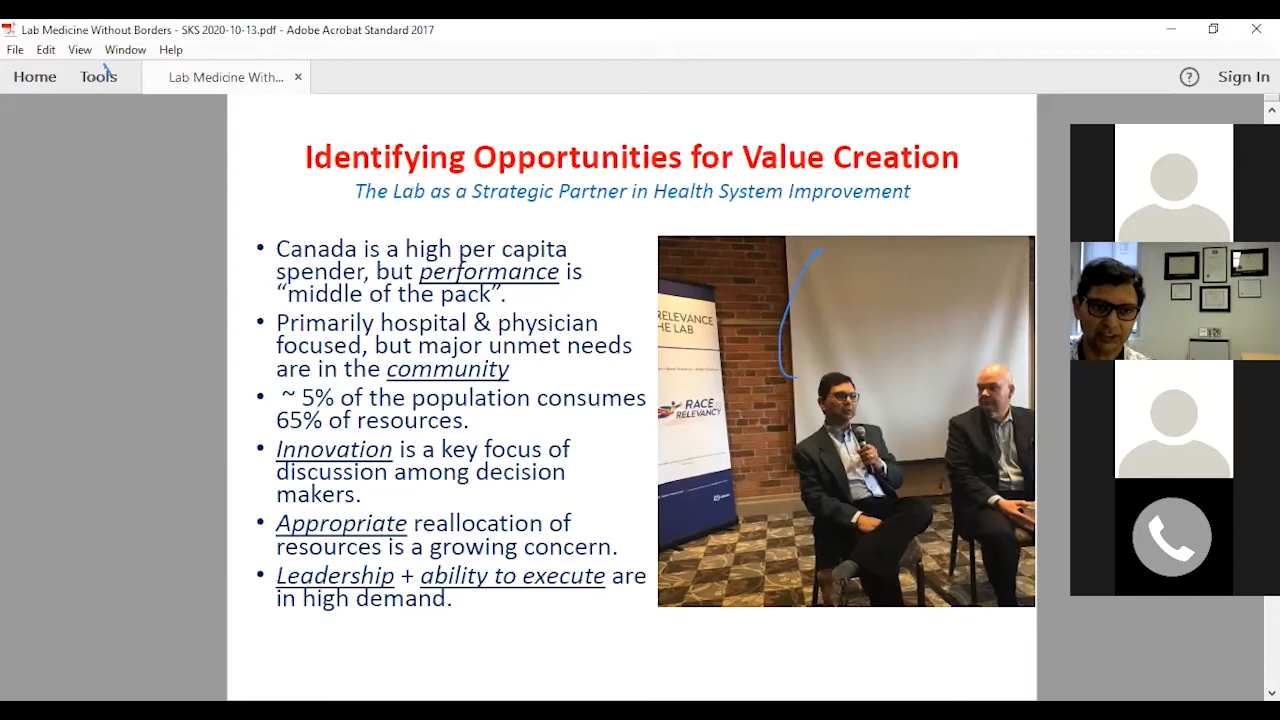 Lab Medicine Without Borders - SKS 2020-10-13.pdf - Adobe Acrobat Standard 2017
File Edit View Window Help
Home Tools Lab Medicine With... × ? Sign In
Identifying Opportunities for Value Creation
The Lab as a Strategic Partner in Health System Improvement
• Canada is a high per capita
spender, but performance is
“middle of the pack”.
• Primarily hospital & physician
focused, but major unmet needs
are in the community
• ~ 5% of the population consumes
65% of resources.
• Innovation is a key focus of
discussion among decision
makers.
• Appropriate reallocation of
resources is a growing concern.
• Leadership + ability to execute are
in high demand.
RELEVANCE
THE LAB
RACE
RELEVANCY